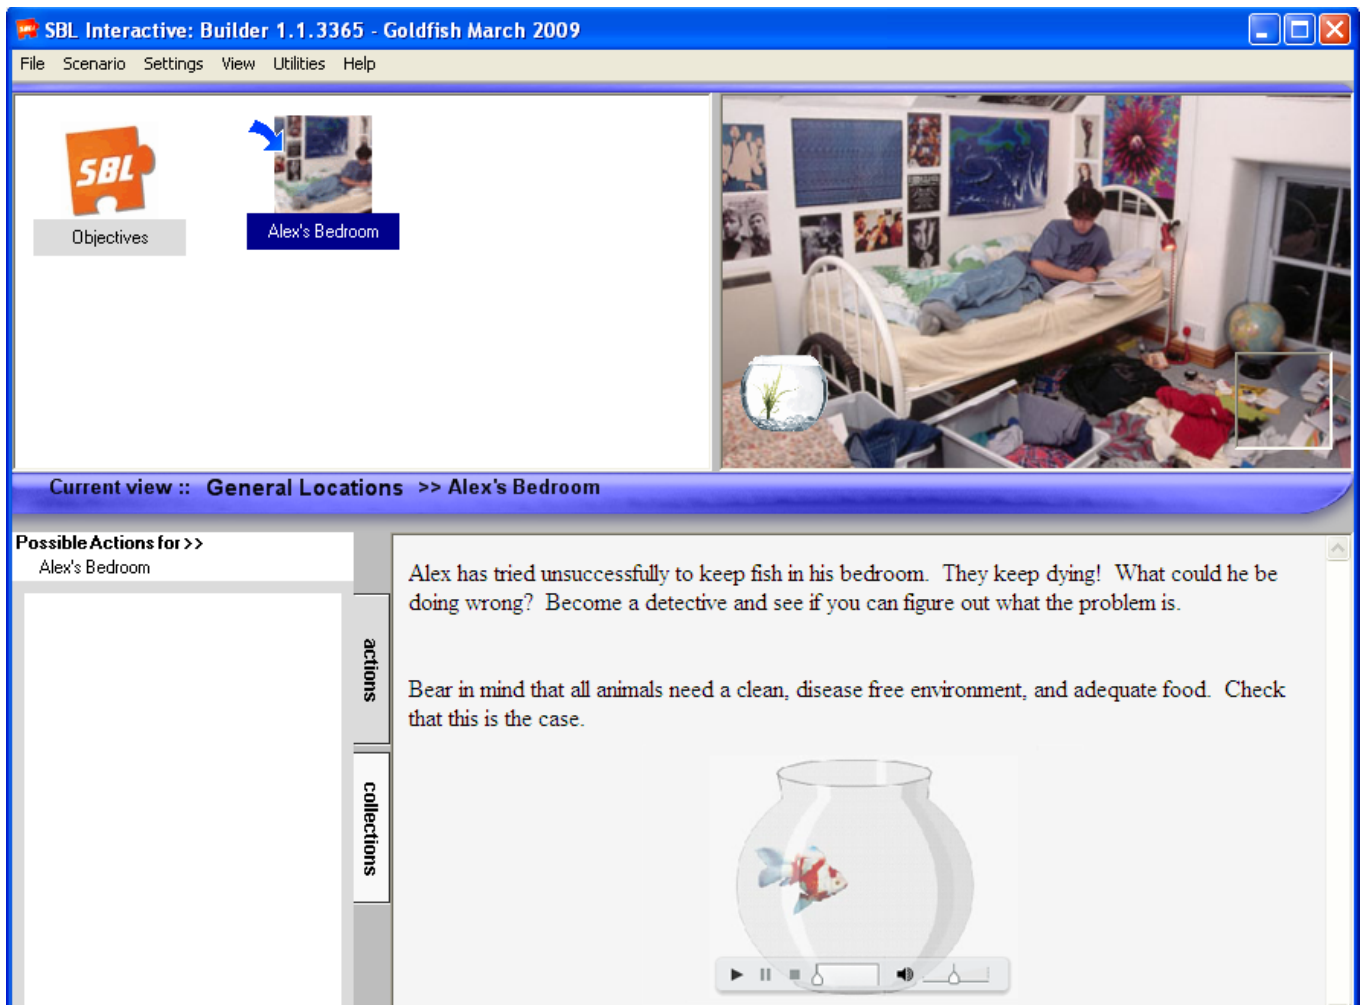 SBL Interactive: Builder 1.1.3365 - Goldfish March 2009
File Scenario Settings View Utilities Help
SBL
Objectives
Alex's Bedroom
Current view :: General Locations >> Alex's Bedroom
Possible Actions for >>
Alex's Bedroom
actions
collections
Alex has tried unsuccessfully to keep fish in his bedroom. They keep dying! What could he be
doing wrong? Become a detective and see if you can figure out what the problem is.
Bear in mind that all animals need a clean, disease free environment, and adequate food. Check
that this is the case.